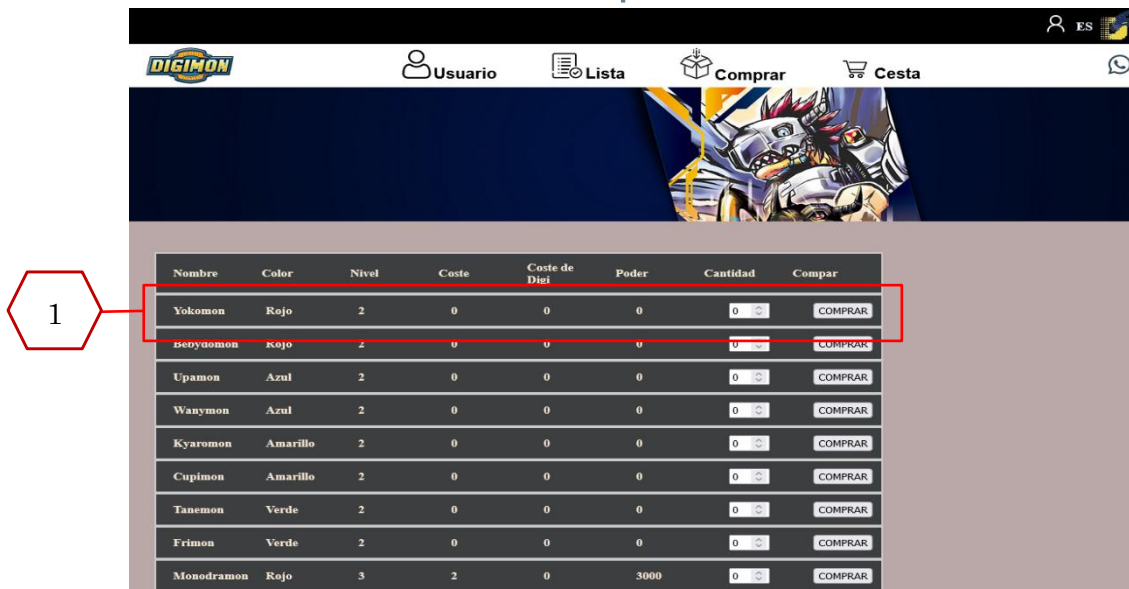 ES
DIGIMON
Usuario Lista Comprar Cesta
Nombre Color Nivel Coste Coste de Digi Poder Cantidad Compar
1
Yokomon Rojo 2 0 0 0 0 COMPRAR
Bebydomon Rojo 2 0 0 0 0 COMPRAR
Upamon Azul 2 0 0 0 0 COMPRAR
Wanymon Azul 2 0 0 0 0 COMPRAR
Kyaromon Amarillo 2 0 0 0 0 COMPRAR
Cupimon Amarillo 2 0 0 0 0 COMPRAR
Tanemon Verde 2 0 0 0 0 COMPRAR
Frimon Verde 2 0 0 0 0 COMPRAR
Monodramon Rojo 3 2 0 3000 0 COMPRAR